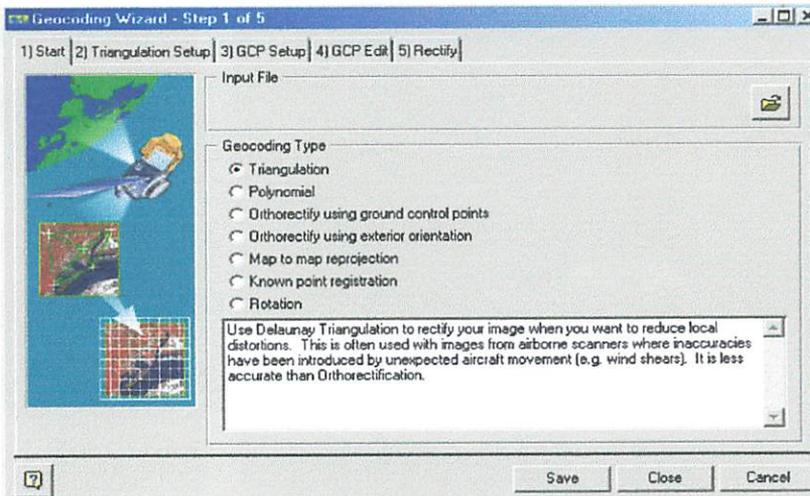 Geocoding Wizard - Step 1 of 5
1) Start 2) Triangulation Setup 3) GCP Setup 4) GCP Edit 5) Rectify
Input File
Geocoding Type
Triangulation
Polynomial
Orthorectify using ground control points
Orthorectify using exterior orientation
Map to map reprojection
Known point registration
Rotation
Use Delaunay Triangulation to rectify your image when you want to reduce local
distortions. This is often used with images from airborne scanners where inaccuracies
have been introduced by unexpected aircraft movement (e.g. wind shears). It is less
accurate than Orthorectification.
Save Close Cancel